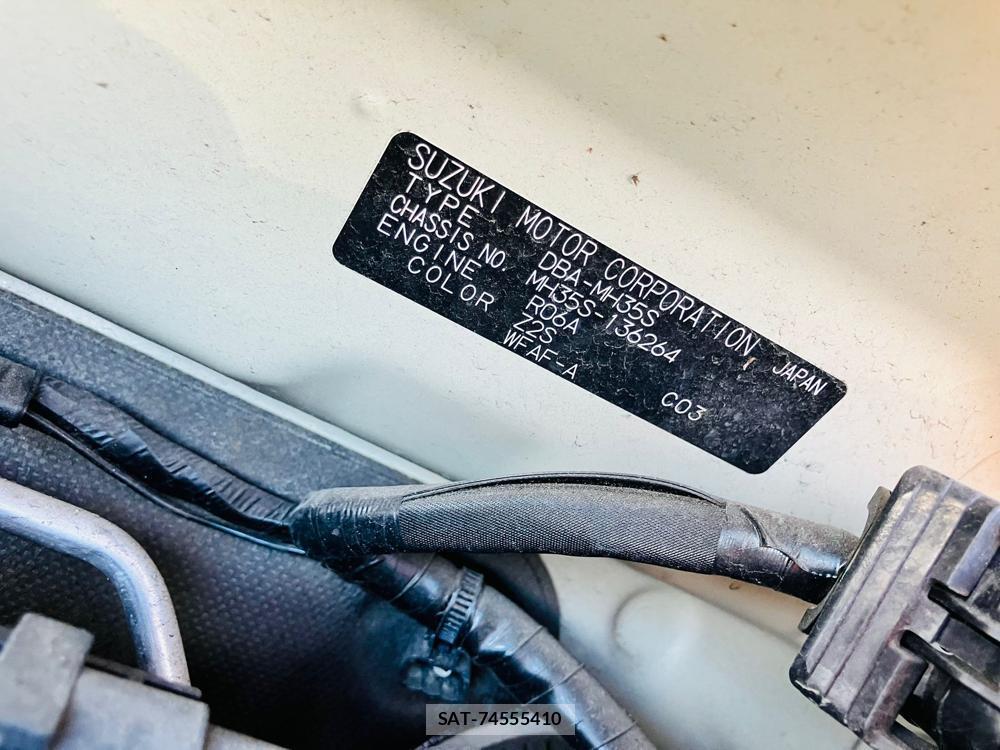 SUZUKI MOTOR CORPORATION JAPAN
TYPE DBA-MH35S
CHASSIS NO. MH35S-136264
ENGINE R06A
COLOR Z2S
WFAF-A C03
SAT-74555410